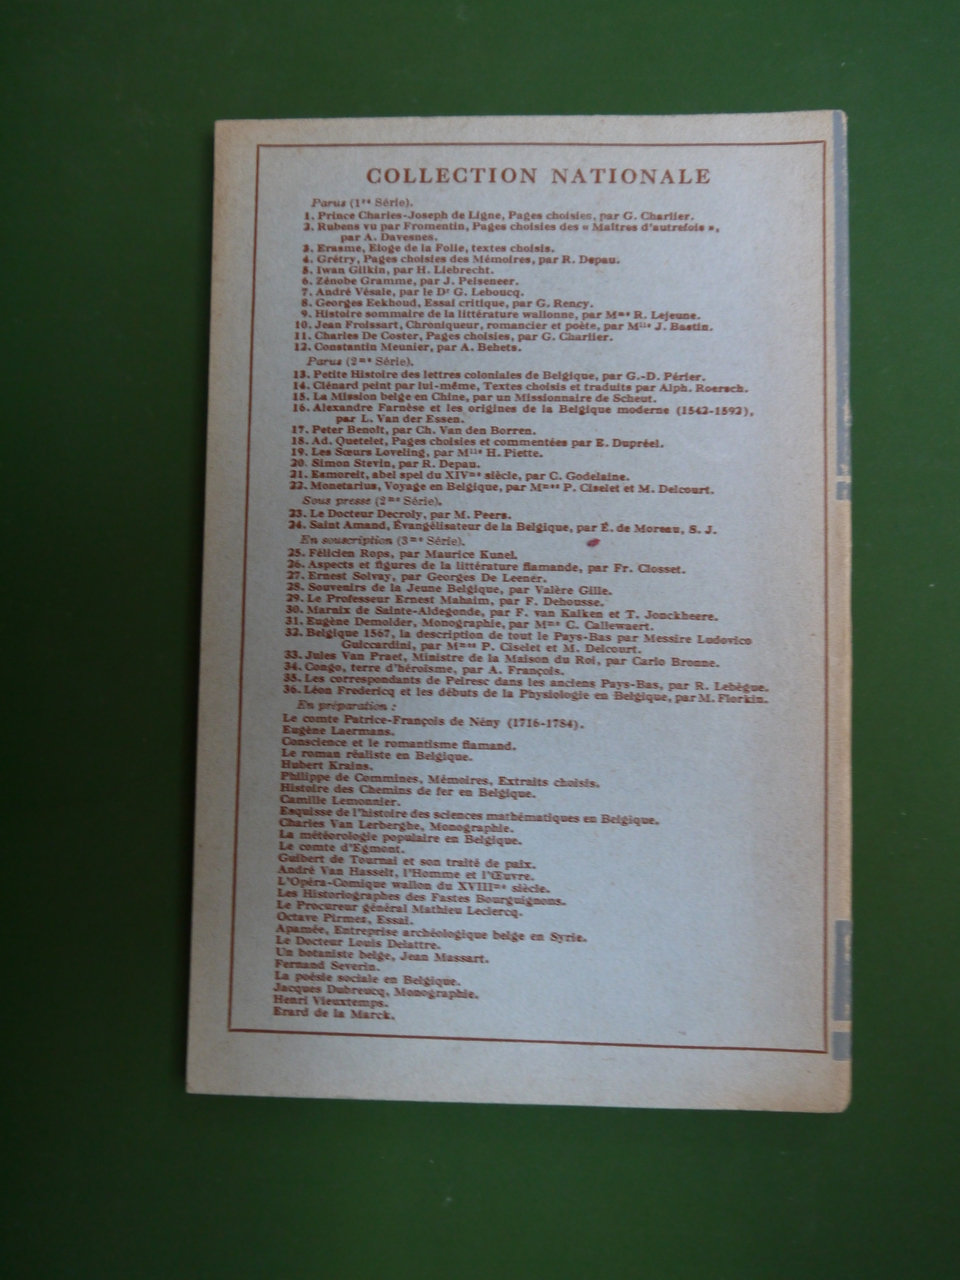 COLLECTION NATIONALE
Parus (1re Série).
1. Prince Charles-Joseph de Ligne, Pages choisies, par G. Charlier.
2. Rubens vu par Fromentin, Pages choisies des « Maîtres d'autrefois »,
par A. Davesnes.
3. Erasme, Eloge de la Folie, textes choisis.
4. Grétry, Pages choisies des Mémoires, par R. Depau.
5. Iwan Gilkin, par H. Liebrecht.
6. Zénobe Gramme, par J. Pelseneer.
7. André Vésale, par le Dr G. Leboucq.
8. Georges Eekhoud, Essai critique, par G. Rency.
9. Histoire sommaire de la littérature wallonne, par Mme R. Lejeune.
10. Jean Froissart, Chroniqueur, romancier et poète, par Mlle J. Bastin.
11. Charles De Coster, Pages choisies, par G. Charlier.
12. Constantin Meunier, par A. Behets.
Parus (2me Série).
13. Petite Histoire des lettres coloniales de Belgique, par G.-D. Périer.
14. Clénard peint par lui-même, Textes choisis et traduits par Alph. Roersch.
15. La Mission belge en Chine, par un Missionnaire de Scheut.
16. Alexandre Farnèse et les origines de la Belgique moderne (1542-1592),
par L. Van der Essen.
17. Peter Benoit, par Ch. Van den Borren.
18. Ad. Quetelet, Pages choisies et commentées par E. Dupréel.
19. Les Sœurs Loveling, par Mlle H. Piette.
20. Simon Stevin, par R. Depau.
21. Esmoreit, abel spel du XIVme siècle, par C. Godelaine.
22. Monetarius, Voyage en Belgique, par Mmes P. Ciselet et M. Delcourt.
Sous presse (2me Série).
23. Le Docteur Decroly, par M. Peers.
24. Saint Amand, Évangélisateur de la Belgique, par É. de Moreau, S. J.
En souscription (3me Série).
25. Félicien Rops, par Maurice Kunel.
26. Aspects et figures de la littérature flamande, par Fr. Closset.
27. Ernest Solvay, par Georges De Leener.
28. Souvenirs de la Jeune Belgique, par Valère Gille.
29. Le Professeur Ernest Mahaim, par F. Dehousse.
30. Marnix de Sainte-Aldegonde, par F. van Kalken et T. Jonckheere.
31. Eugène Demolder, Monographie, par Mme C. Callewaert.
32. Belgique 1567, la description de tout le Pays-Bas par Messire Ludovico
Guiccardini, par Mmes P. Ciselet et M. Delcourt.
33. Jules Van Praet, Ministre de la Maison du Roi, par Carlo Bronne.
34. Congo, terre d'héroïsme, par A. François.
35. Les correspondants de Peiresc dans les anciens Pays-Bas, par R. Lebègue.
36. Léon Fredericq et les débuts de la Physiologie en Belgique, par M. Florkin.
En préparation :
Le comte Patrice-François de Nény (1716-1784).
Eugène Laermans.
Conscience et le romantisme flamand.
Le roman réaliste en Belgique.
Hubert Krains.
Philippe de Commines, Mémoires, Extraits choisis.
Histoire des Chemins de fer en Belgique.
Camille Lemonnier.
Esquisse de l'histoire des sciences mathématiques en Belgique.
Charles Van Lerberghe, Monographie.
La météorologie populaire en Belgique.
Le comte d'Egmont.
Guibert de Tournai et son traité de paix.
André Van Hasselt, l'Homme et l'Œuvre.
L'Opéra-Comique wallon du XVIIIme siècle.
Les Historiographes des Fastes Bourguignons.
Le Procureur général Mathieu Leclercq.
Octave Pirmez, Essai.
Apamée, Entreprise archéologique belge en Syrie.
Le Docteur Louis Delattre.
Un botaniste belge, Jean Massart.
Fernand Severin.
La poésie sociale en Belgique.
Jacques Dubreucq, Monographie.
Henri Vieuxtemps.
Erard de la Marck.